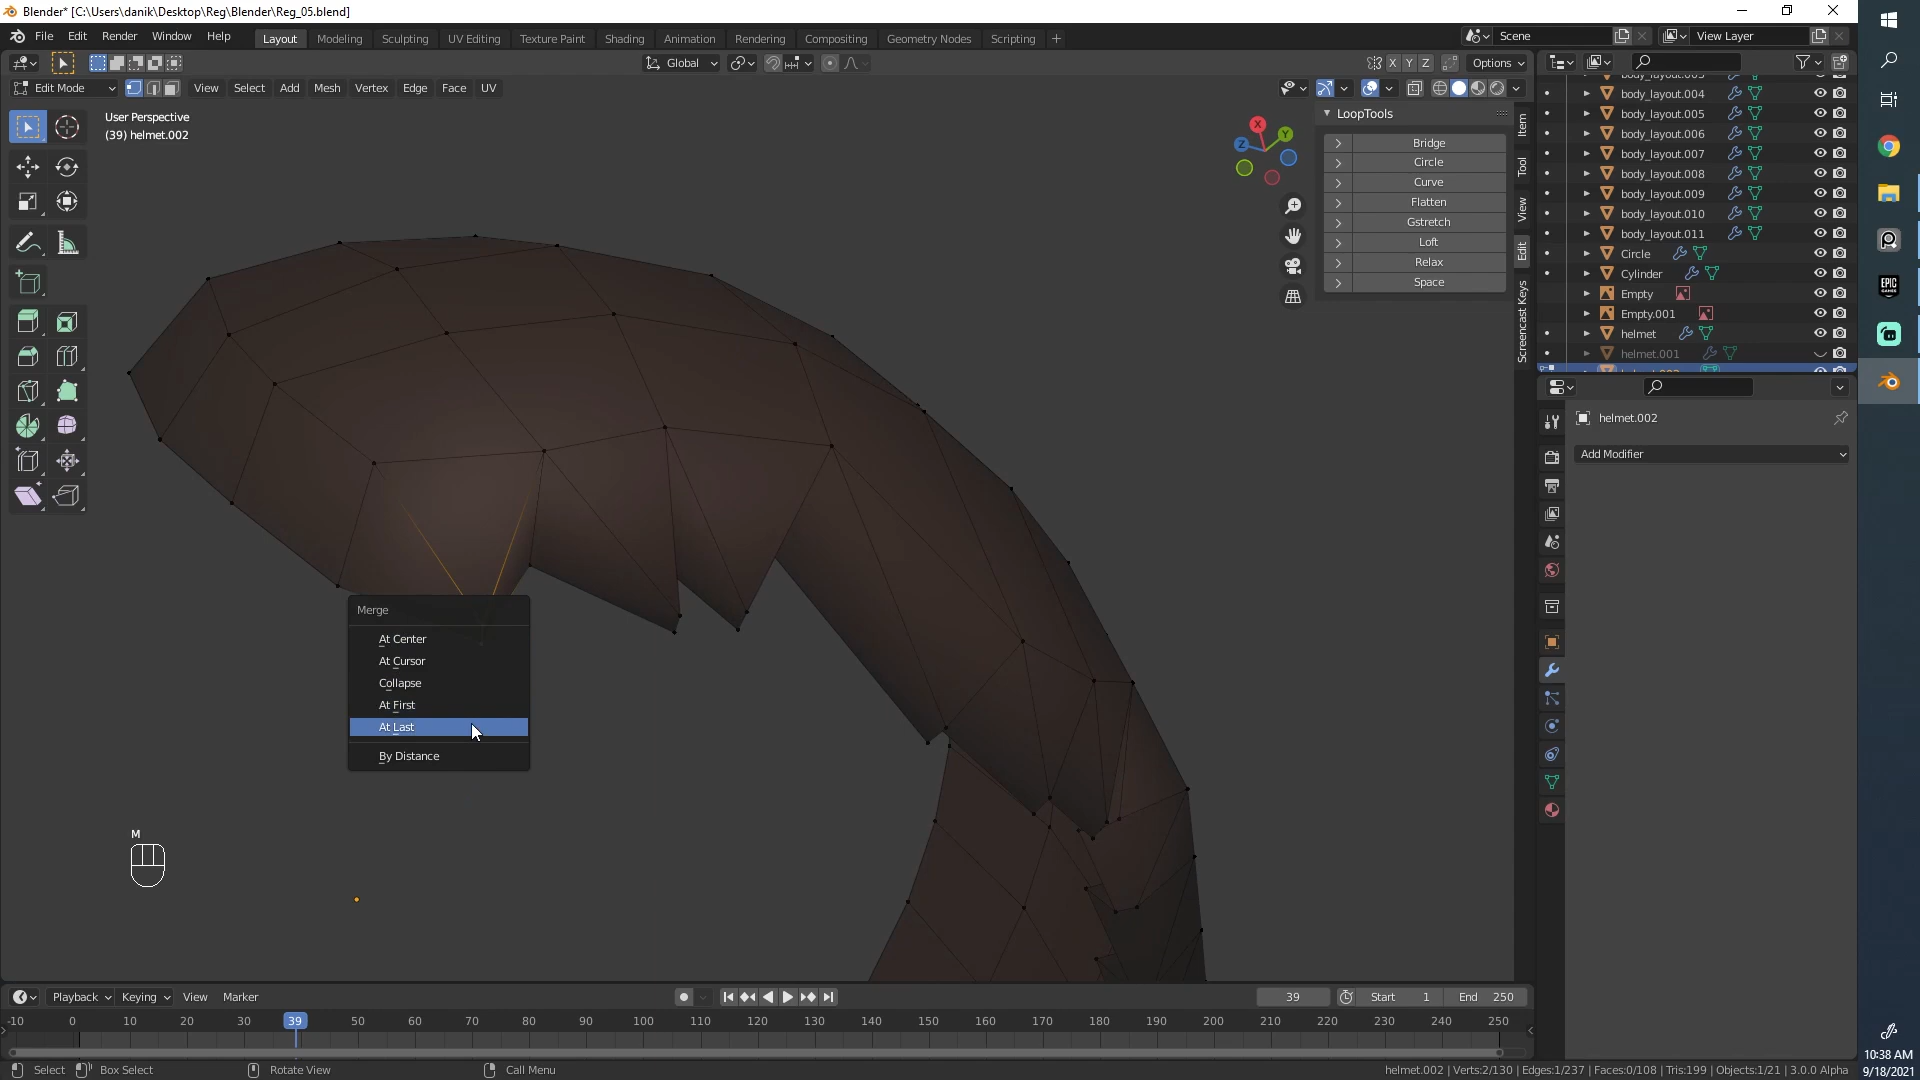 Blender* [C:\Users\danik\Desktop\Reg\Blender\Reg_05.blend]
File Edit Render Window Help
Layout Modeling Sculpting UV Editing Texture Paint Shading Animation Rendering Compositing Geometry Nodes Scripting +
Scene
View Layer
Global
X Y Z
Options
Edit Mode
View Select Add Mesh Vertex Edge Face UV
User Perspective
(39) helmet.002
X
Y
Z
LoopTools
Bridge
Circle
Curve
Flatten
Gstretch
Loft
Relax
Space
Item
Tool
View
Edit
Screencast Keys
body_layout.003
body_layout.004
body_layout.005
body_layout.006
body_layout.007
body_layout.008
body_layout.009
body_layout.010
body_layout.011
Circle
Cylinder
Empty
Empty.001
helmet
helmet.001
helmet.002
helmet.002
Add Modifier
Merge
At Center
At Cursor
Collapse
At First
At Last
By Distance
M
EPIC
GAMES
Playback Keying View Marker
39
Start 1
End 250
-10 0 10 20 30 39 50 60 70 80 90 100 110 120 130 140 150 160 170 180 190 200 210 220 230 240 250
Select
Box Select
Rotate View
Call Menu
helmet.002 | Verts:2/130 | Edges:1/237 | Faces:0/108 | Tris:199 | Objects:1/21 | 3.0.0 Alpha
10:38 AM
9/18/2021